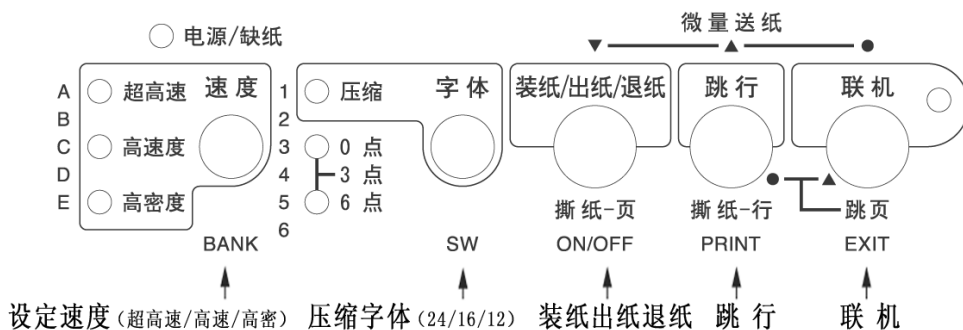 微量送纸
电源/缺纸
▼ ▲ ●
A 超高速 速度 1 压缩 字体 装纸/出纸/退纸 跳行 联机
B 2
C 高速度 3 0 点
D 4 3 点
E 高密度 5 6 点 撕纸-页 撕纸-行 ● ▲ 跳页
6
BANK SW ON/OFF PRINT EXIT
设定速度(超高速/高速/高密) 压缩字体(24/16/12) 装纸出纸退纸 跳行 联机